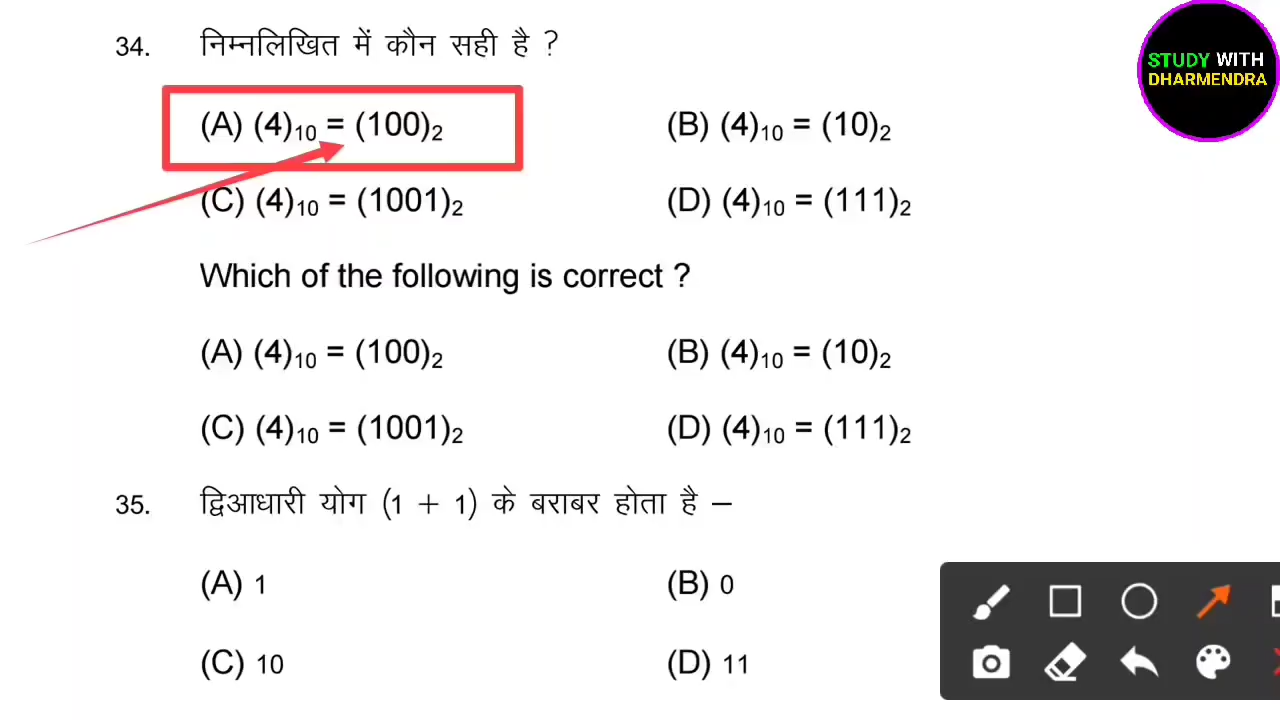 34. निम्नलिखित में कौन सही है ?
STUDY WITH
DHARMENDRA
(A) (4)₁₀ = (100)₂ (B) (4)₁₀ = (10)₂
(C) (4)₁₀ = (1001)₂ (D) (4)₁₀ = (111)₂
Which of the following is correct ?
(A) (4)₁₀ = (100)₂ (B) (4)₁₀ = (10)₂
(C) (4)₁₀ = (1001)₂ (D) (4)₁₀ = (111)₂
35. द्विआधारी योग (1 + 1) के बराबर होता है –
(A) 1 (B) 0
(C) 10 (D) 11